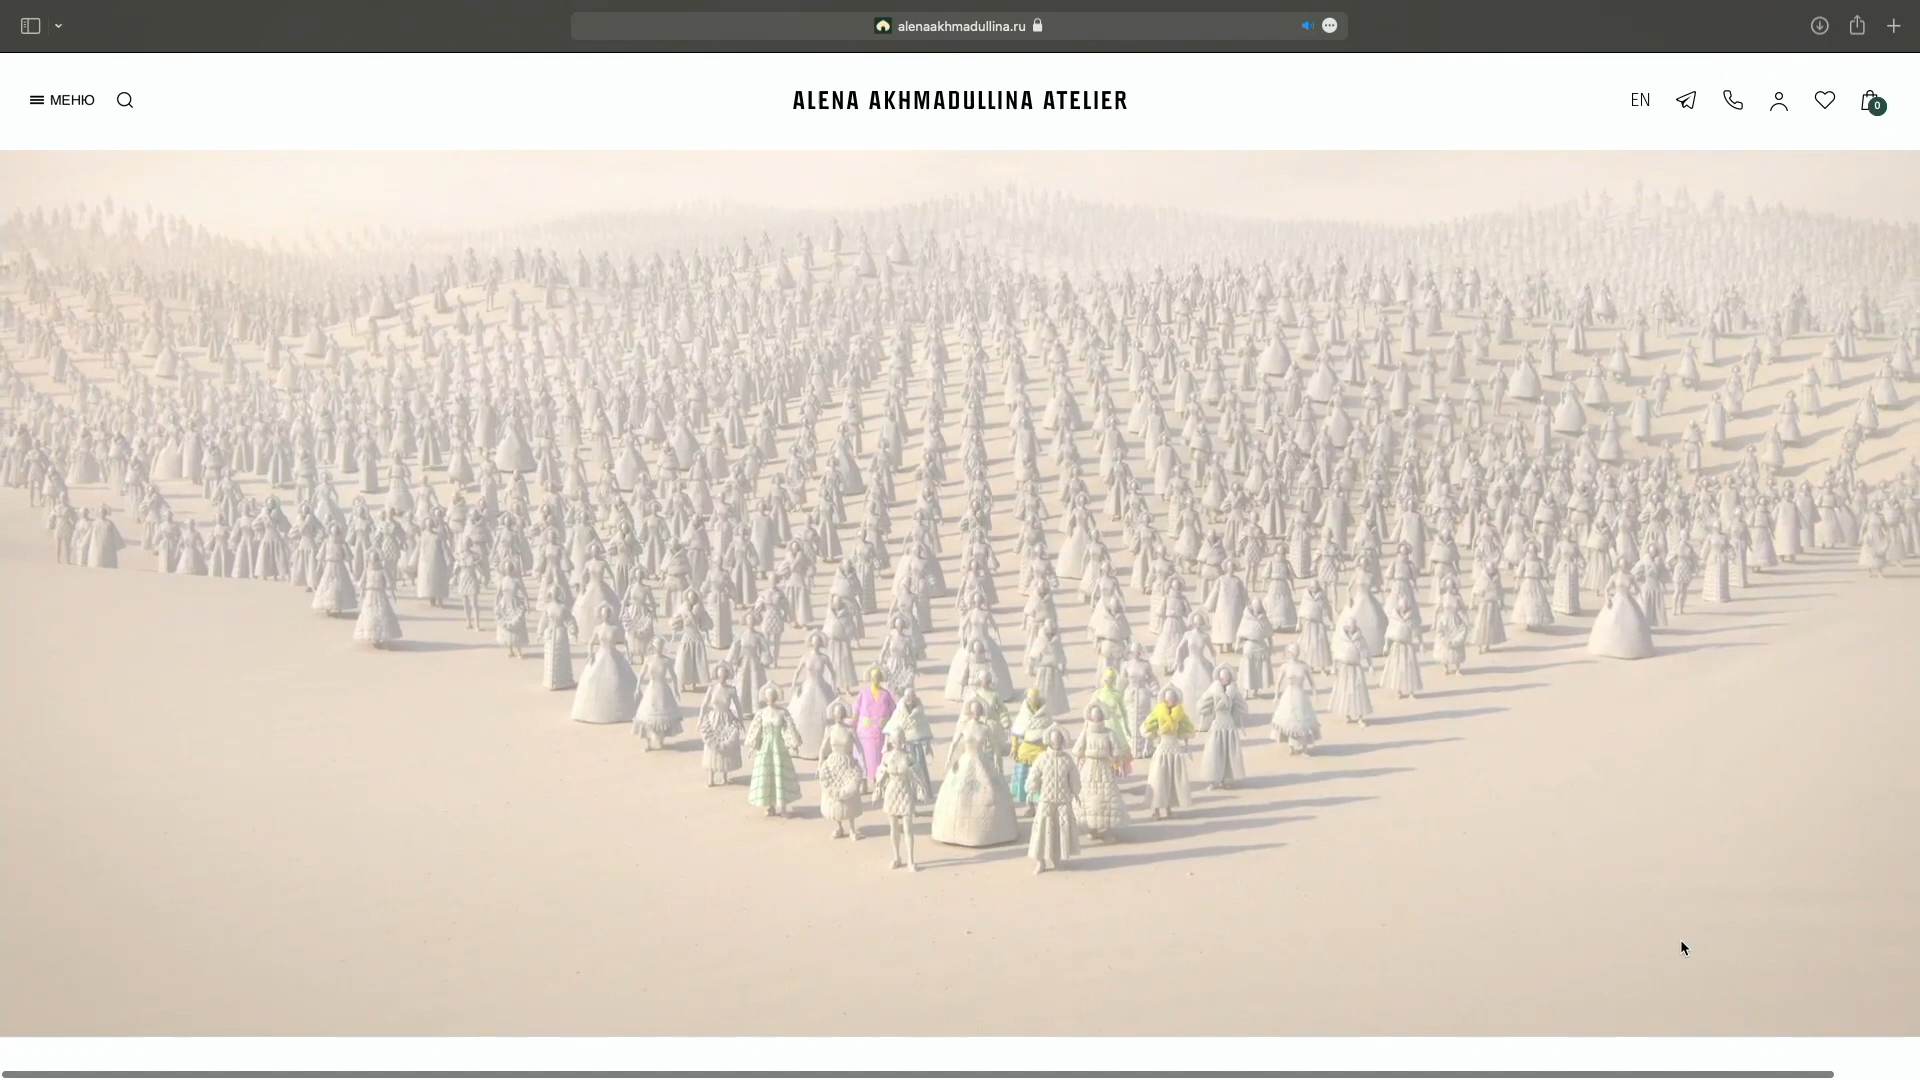 alenaakhmadullina.ru
МЕНЮ
ALENA AKHMADULLINA ATELIER
EN
0